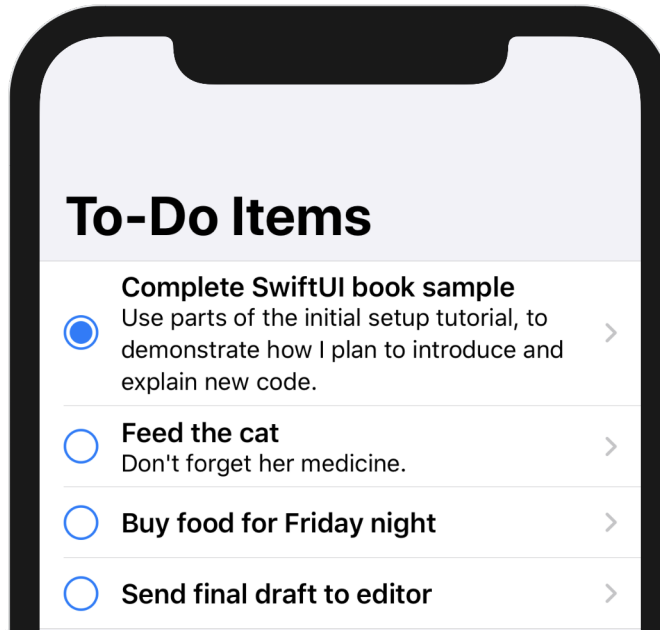 To-Do Items
Complete SwiftUI book sample
Use parts of the initial setup tutorial, to
demonstrate how I plan to introduce and
explain new code.
Feed the cat
Don't forget her medicine.
Buy food for Friday night
Send final draft to editor